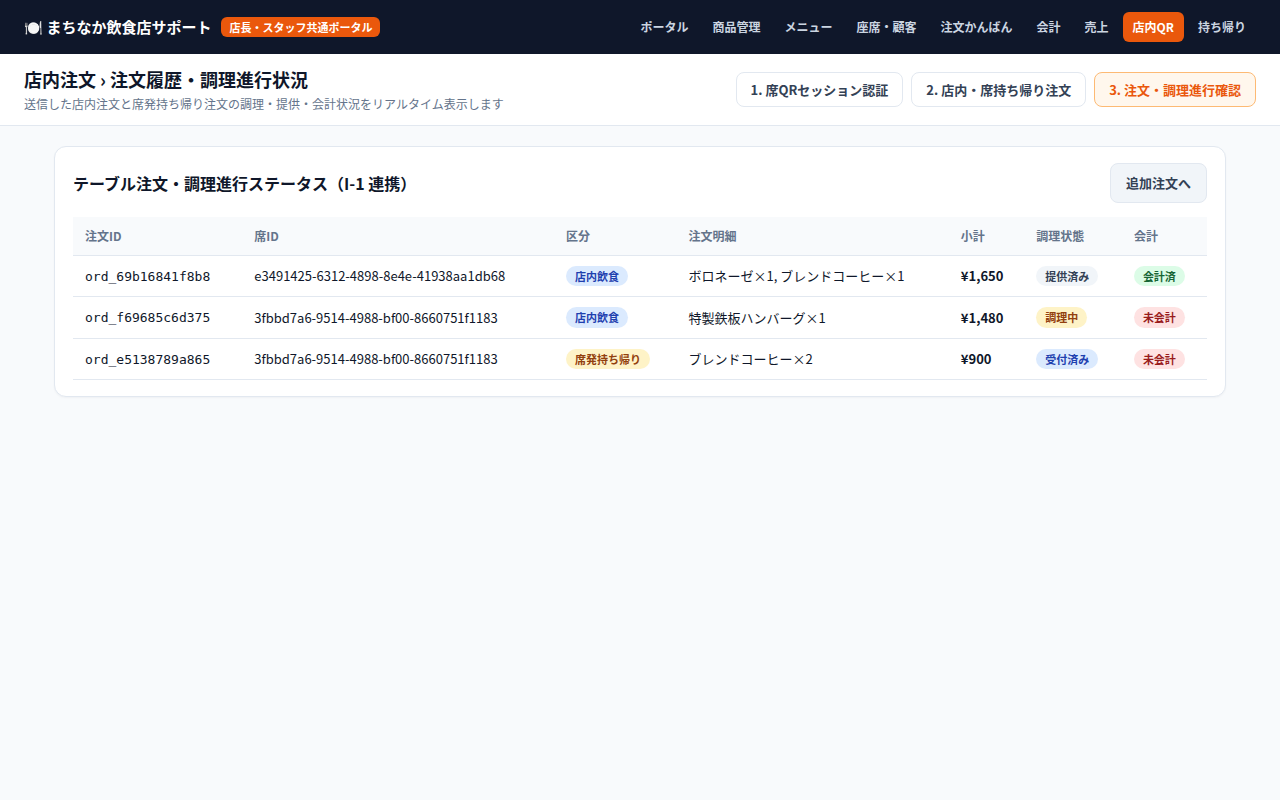 🍽️ まちなか飲食店サポート 店長・スタッフ共通ポータル ポータル 商品管理 メニュー 座席・顧客 注文かんばん 会計 売上 店内QR 持ち帰り
店内注文 › 注文履歴・調理進行状況
送信した店内注文と席発持ち帰り注文の調理・提供・会計状況をリアルタイム表示します
1. 席QRセッション認証 2. 店内・席持ち帰り注文 3. 注文・調理進行確認
テーブル注文・調理進行ステータス（I-1 連携） 追加注文へ
注文ID 席ID 区分 注文明細 小計 調理状態 会計
ord_69b16841f8b8 e3491425-6312-4898-8e4e-41938aa1db68 店内飲食 ボロネーゼ×1, ブレンドコーヒー×1 ¥1,650 提供済み 会計済
ord_f69685c6d375 3fbbd7a6-9514-4988-bf00-8660751f1183 店内飲食 特製鉄板ハンバーグ×1 ¥1,480 調理中 未会計
ord_e5138789a865 3fbbd7a6-9514-4988-bf00-8660751f1183 席発持ち帰り ブレンドコーヒー×2 ¥900 受付済み 未会計